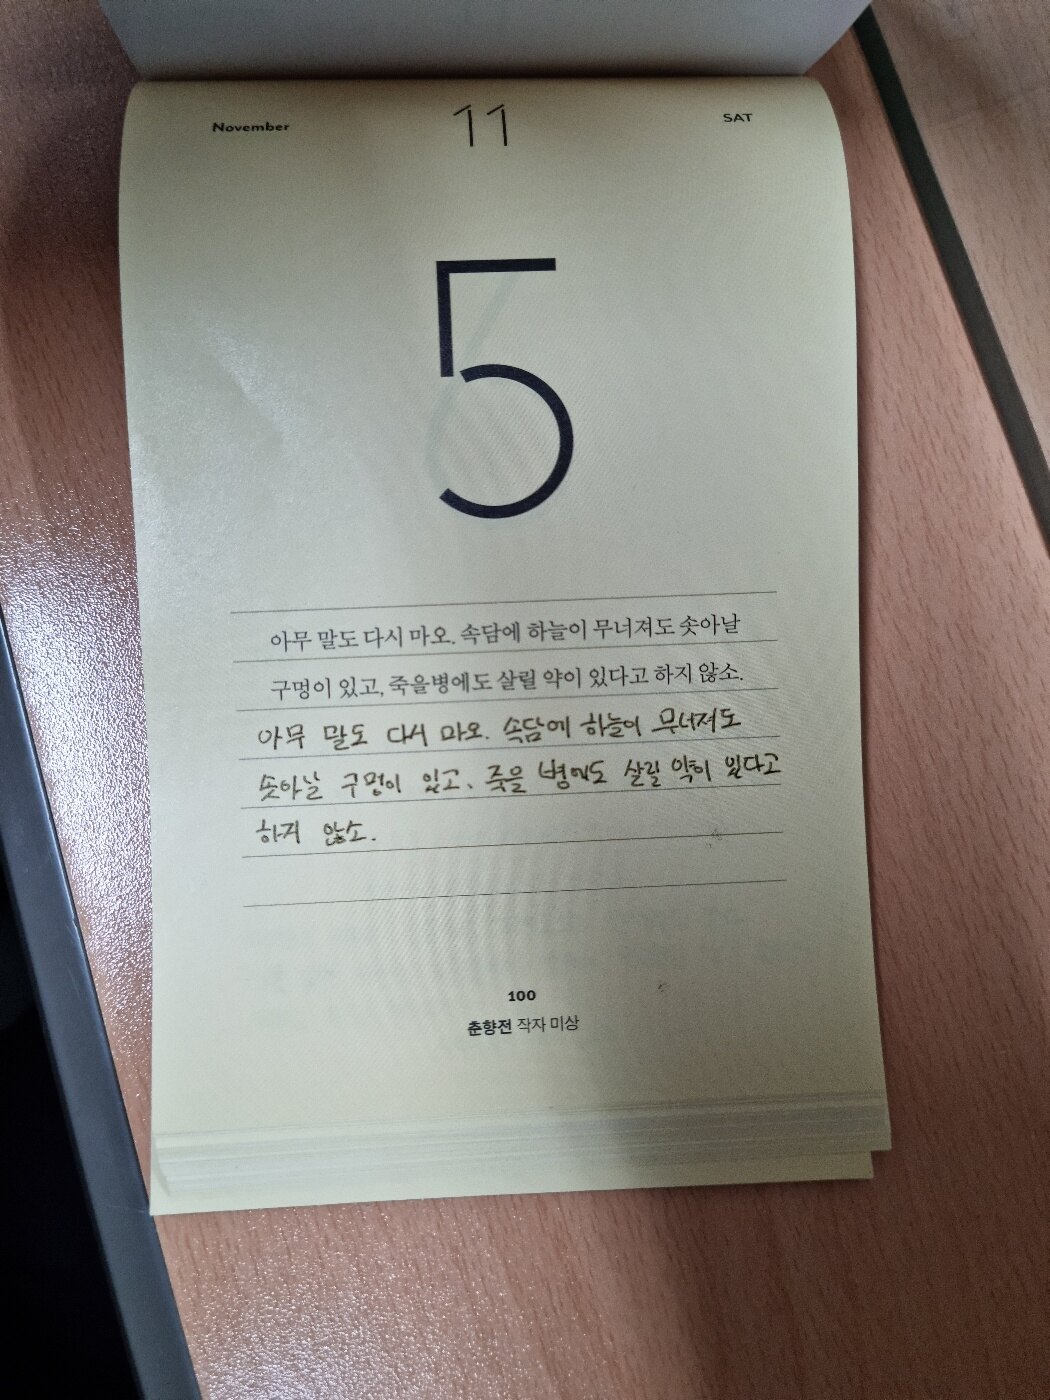 November 11 SAT
5
아무 말도 다시 마오. 속담에 하늘이 무너져도 솟아날
구멍이 있고, 죽을병에도 살릴 약이 있다고 하지 않소.
아무 말도 다시 마오. 속담에 하늘이 무너져도
솟아날 구멍이 있고, 죽을 병에도 살릴 약이 있다고
하지 않소.
100
춘향전 작자 미상